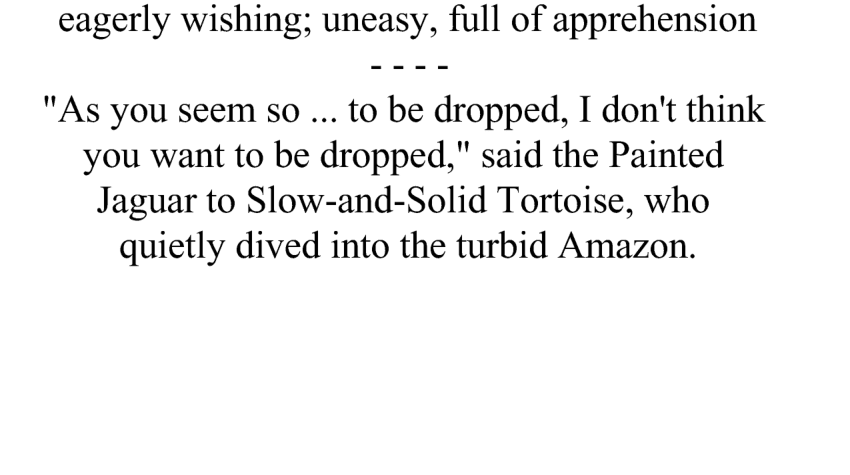 eagerly wishing; uneasy, full of apprehension
- - - -
"As you seem so ... to be dropped, I don't think
you want to be dropped," said the Painted
Jaguar to Slow-and-Solid Tortoise, who
quietly dived into the turbid Amazon.